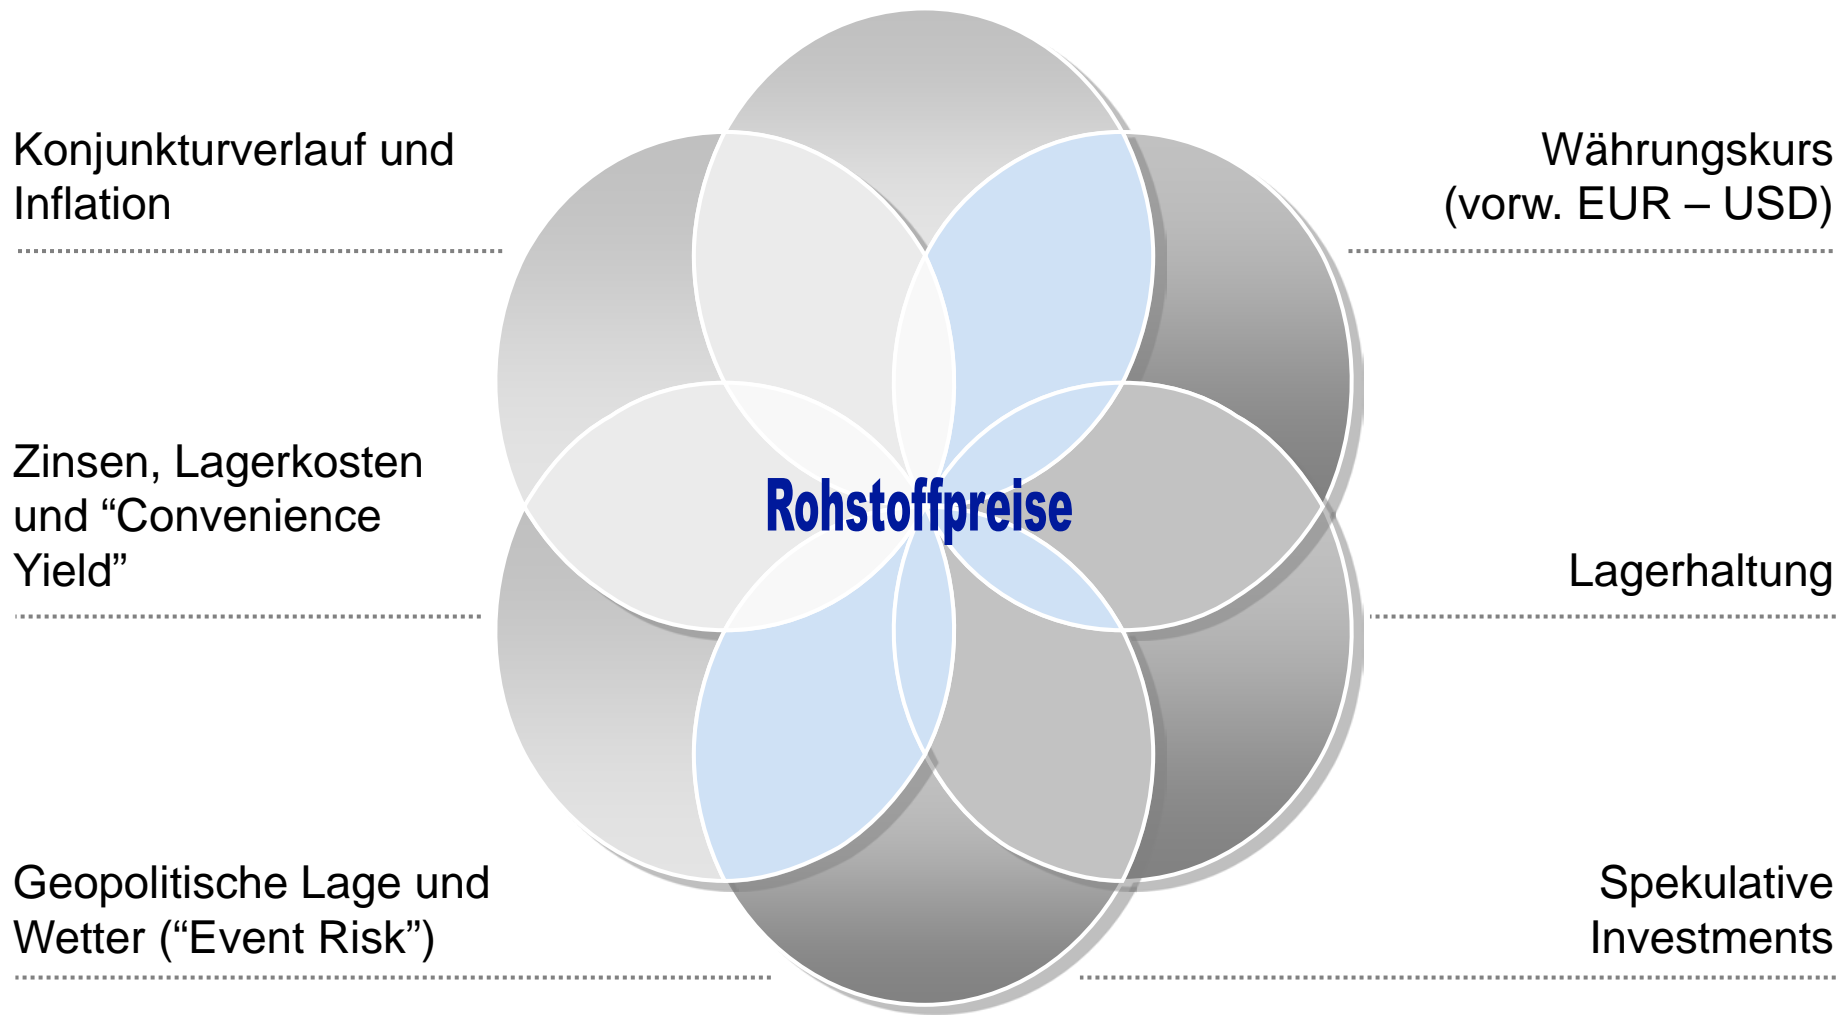 Konjunkturverlauf und
Inflation
Währungskurs
(vorw. EUR – USD)
Zinsen, Lagerkosten
und “Convenience
Yield”
Rohstoffpreise
Lagerhaltung
Geopolitische Lage und
Wetter (“Event Risk”)
Spekulative
Investments